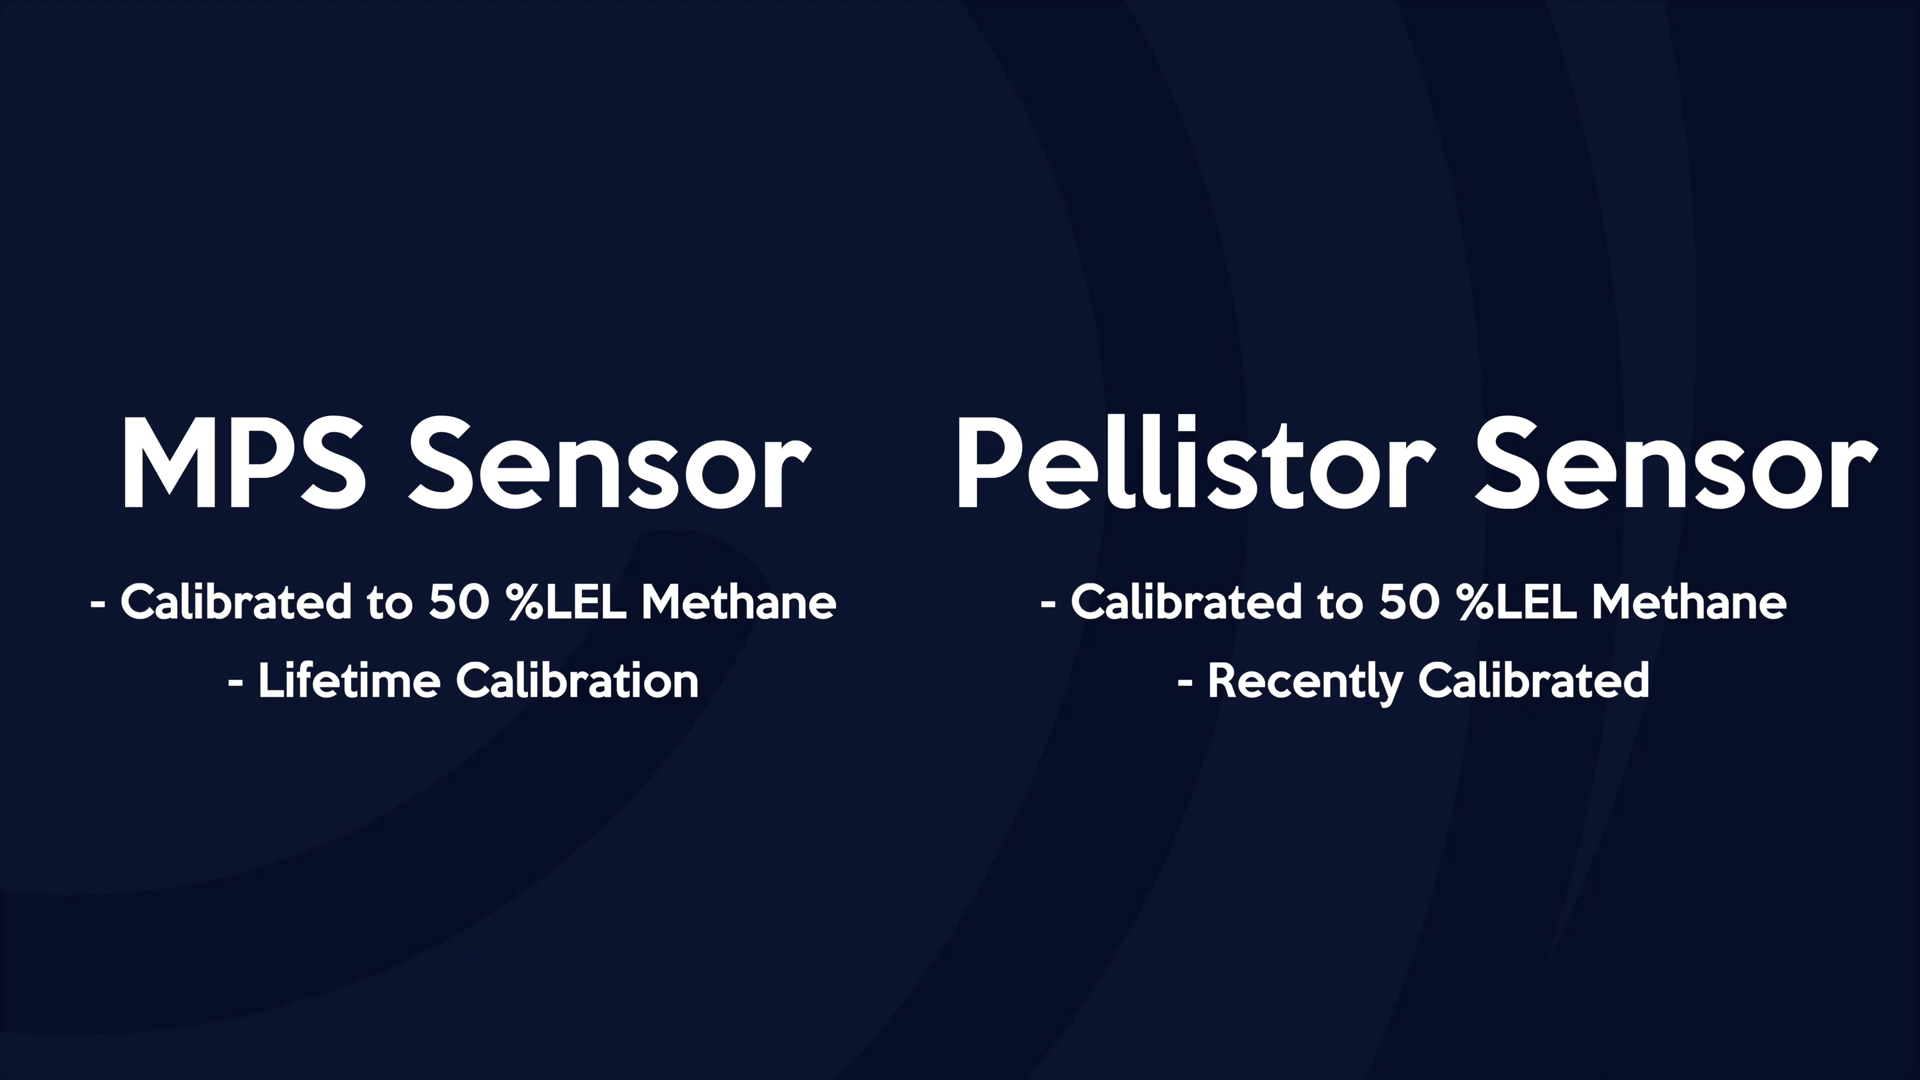 MPS Sensor
- Calibrated to 50 %LEL Methane
- Lifetime Calibration
Pellistor Sensor
- Calibrated to 50 %LEL Methane
- Recently Calibrated